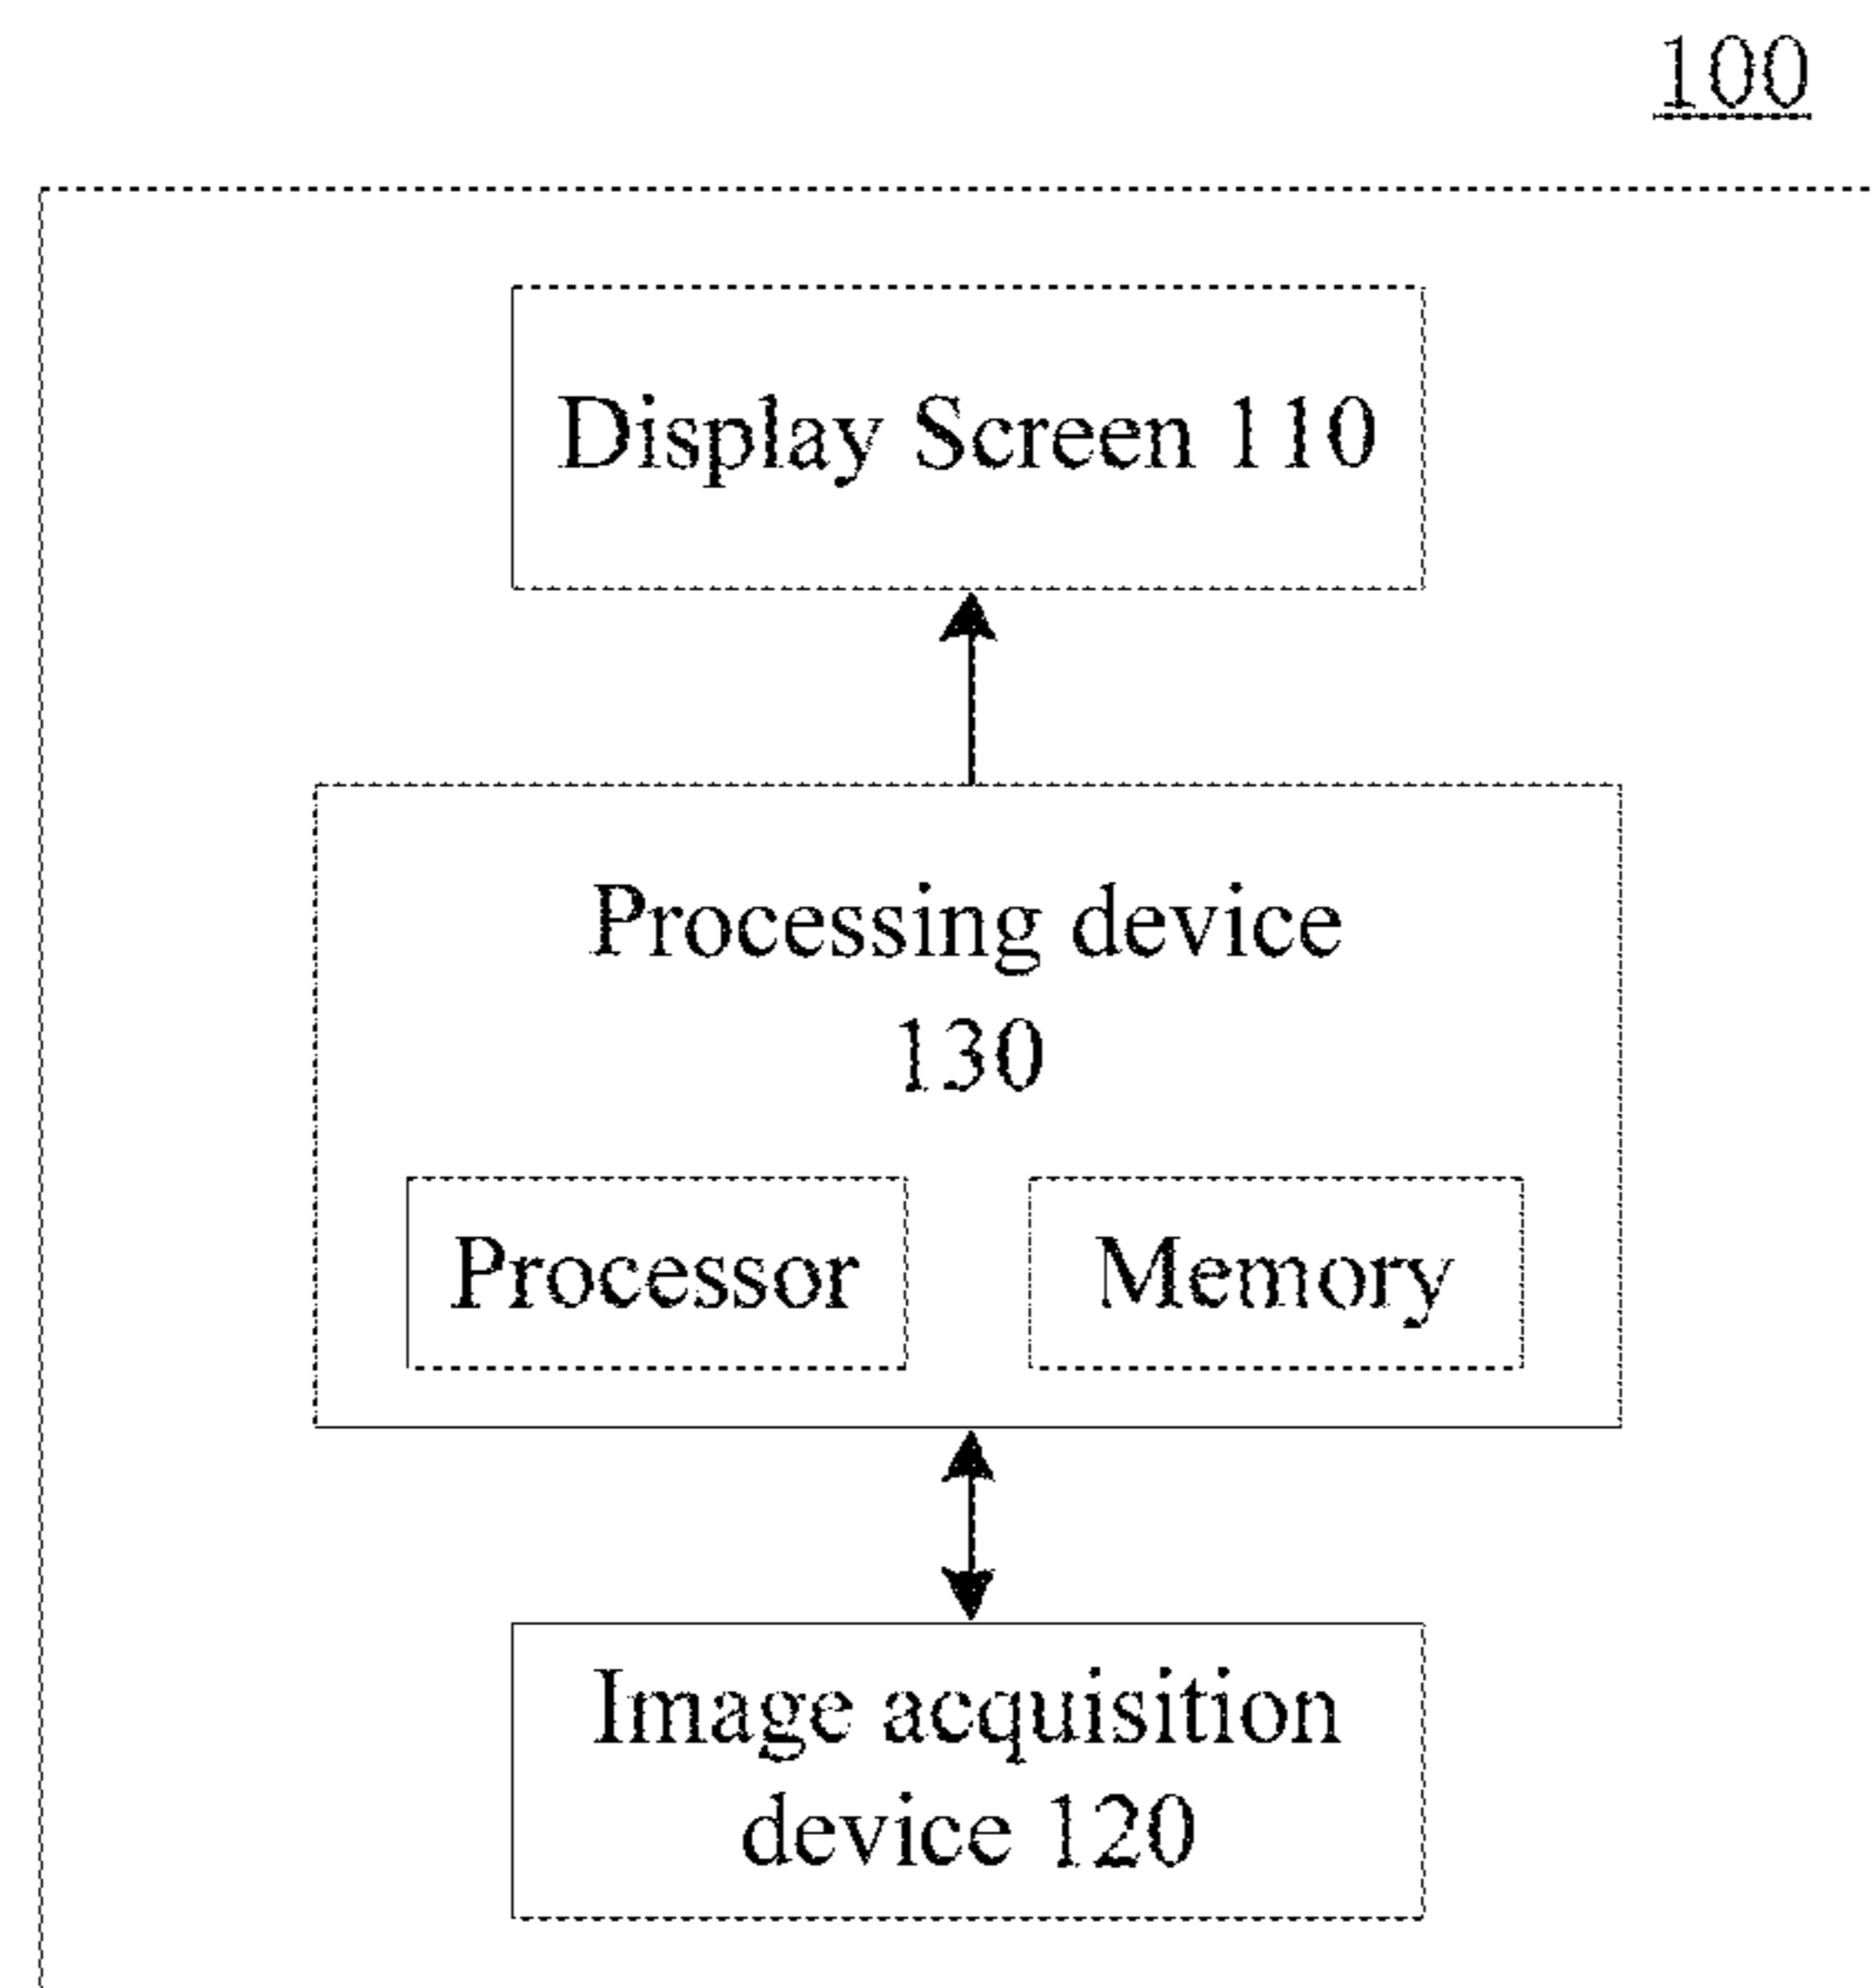 100
Display Screen 110
Processing device
130
Processor
Memory
Image acquisition
device 120